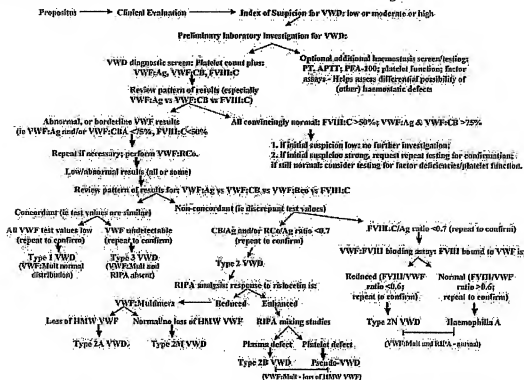 Propositus Clinical Evaluation Index of Suspicion for VWD: low or moderate or high
Preliminary laboratory investigation for VWD:
VWD diagnostic screen: Platelet count plus:
VWF:Ag, VWF:CB, FVIII:C
Optional additional haemostasis screen/testing:
PT, APTT; PFA-100; platelet function; factor
assays - Helps assess differential possibility of
(other) haemostatic defects
Review pattern of results (especially
VWF:Ag vs VWF:CB vs FVIII:C)
Abnormal, or borderline VWF results
(ie VWF:Ag and/or VWF:CBA <75%, FVIII:C<50%
All convincingly normal: FVIII:C >50%; VWF:Ag & VWF:CB >75%
1. If initial suspicion low: no further investigation;
2. If initial suspicion strong, request repeat testing for confirmation;
if still normal: consider testing for factor deficiencies/platelet function.
Repeat if necessary; perform VWF:RCo.
Low/abnormal results (all or some)
Review pattern of results for: VWF:Ag vs VWF:CB vs VWF:Rco vs FVIII:C
Concordant (ie test values are similar)
Non-concordant (ie discrepant test values)
All VWF test values low
(repeat to confirm)
VWF undetectable
(repeat to confirm)
CB/Ag and/or RCo/Ag ratio <0.7
(repeat to confirm)
FVIII:C/Ag ratio <0.7 (repeat to confirm)
Type 1 VWD
(VWF:Mult normal
distribution)
Type 3 VWD
(VWF:Mult and
RIPA absent)
Type 2 VWD
VWF:FVIII binding assay: FVIII bound to VWF is:
RIPA analysis: response to ristocetin is:
Reduced (FVIII/VWF
ratio <0.6)
(repeat to confirm)
Normal (FVIII/VWF
ratio >0.6)
(repeat to confirm)
VWF:Multimers Reduced Enhanced
Loss of HMW VWF Normal/no loss of HMW VWF RIPA mixing studies
Type 2N VWD Haemophilia A
(VWF:Mult and RIPA - normal)
Type 2A VWD Type 2M VWD Plasma defect Platelet defect
Type 2B VWD Pseudo-VWD
(VWF:Mult - loss of HMW VWF)